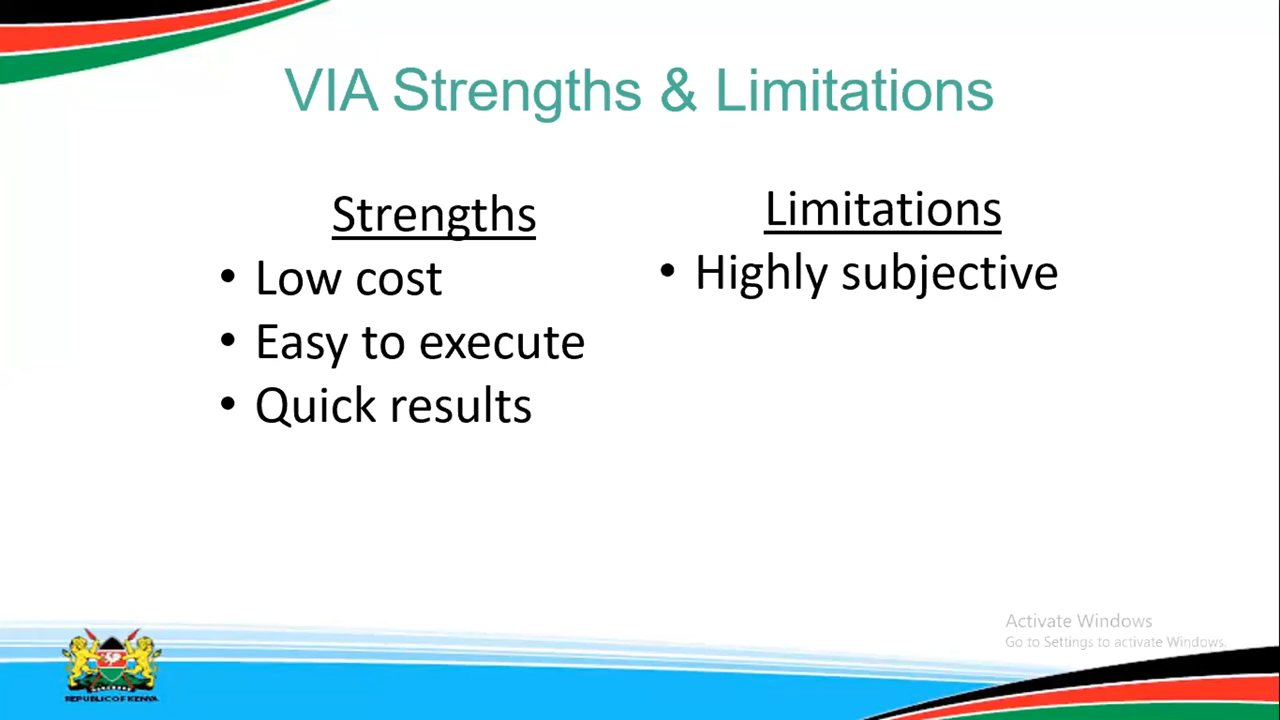 VIA Strengths & Limitations
Strengths
• Low cost
• Easy to execute
• Quick results
Limitations
• Highly subjective
Activate Windows
Go to Settings to activate Windows.
REPUBLIC OF KENYA